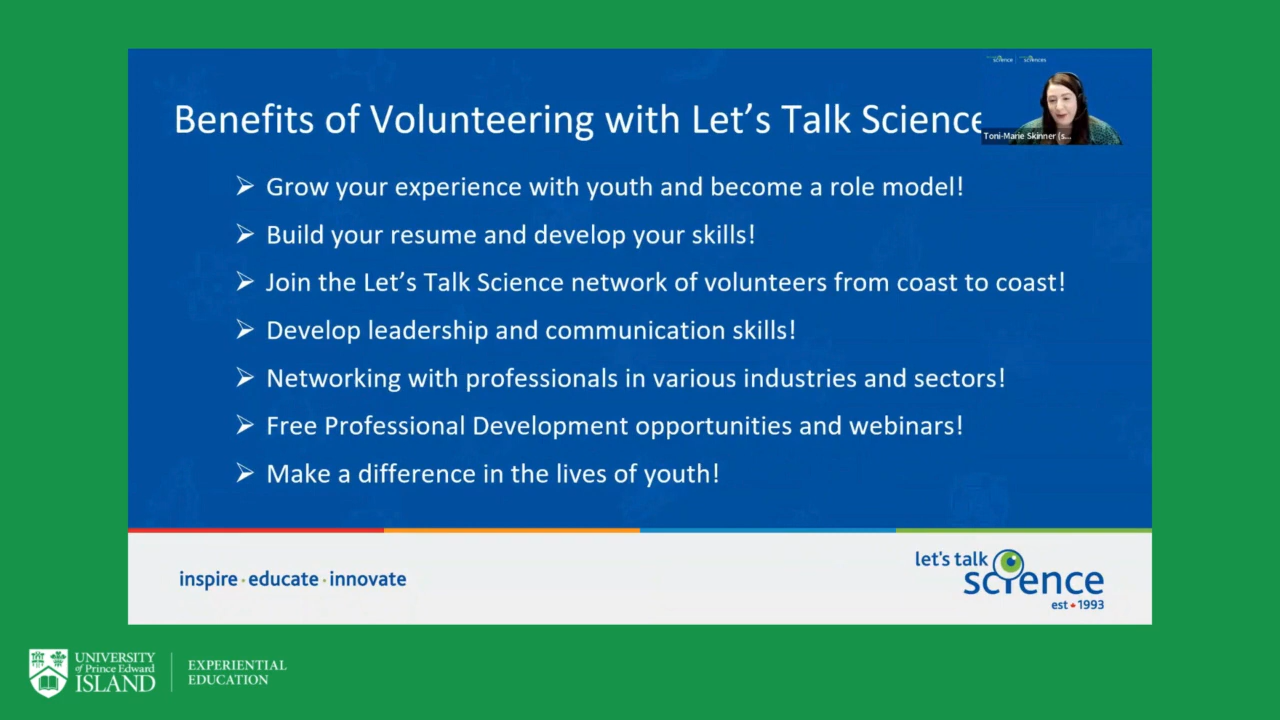 science | sciences
Benefits of Volunteering with Let's Talk Science
Toni-Marie Skinner (s...
➢ Grow your experience with youth and become a role model!
➢ Build your resume and develop your skills!
➢ Join the Let's Talk Science network of volunteers from coast to coast!
➢ Develop leadership and communication skills!
➢ Networking with professionals in various industries and sectors!
➢ Free Professional Development opportunities and webinars!
➢ Make a difference in the lives of youth!
inspire · educate · innovate
let's talk
science
est 1993
UNIVERSITY
of Prince Edward
ISLAND
EXPERIENTIAL
EDUCATION